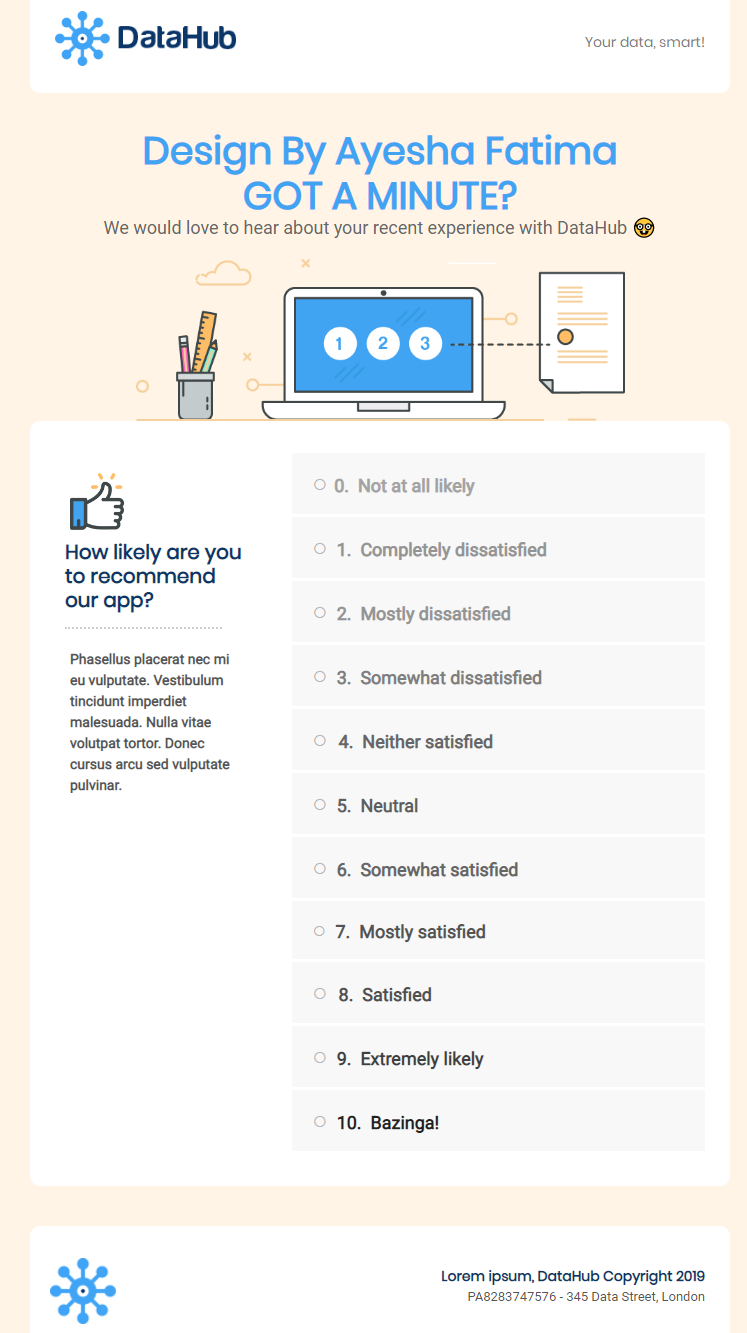 DataHub
Your data, smart!
Design By Ayesha Fatima
GOT A MINUTE?
We would love to hear about your recent experience with DataHub 🤓
1 2 3
How likely are you
to recommend
our app?
Phasellus placerat nec mi
eu vulputate. Vestibulum
tincidunt imperdiet
malesuada. Nulla vitae
volutpat tortor. Donec
cursus arcu sed vulputate
pulvinar.
0. Not at all likely
1. Completely dissatisfied
2. Mostly dissatisfied
3. Somewhat dissatisfied
4. Neither satisfied
5. Neutral
6. Somewhat satisfied
7. Mostly satisfied
8. Satisfied
9. Extremely likely
10. Bazinga!
Lorem ipsum, DataHub Copyright 2019
PA8283747576 - 345 Data Street, London